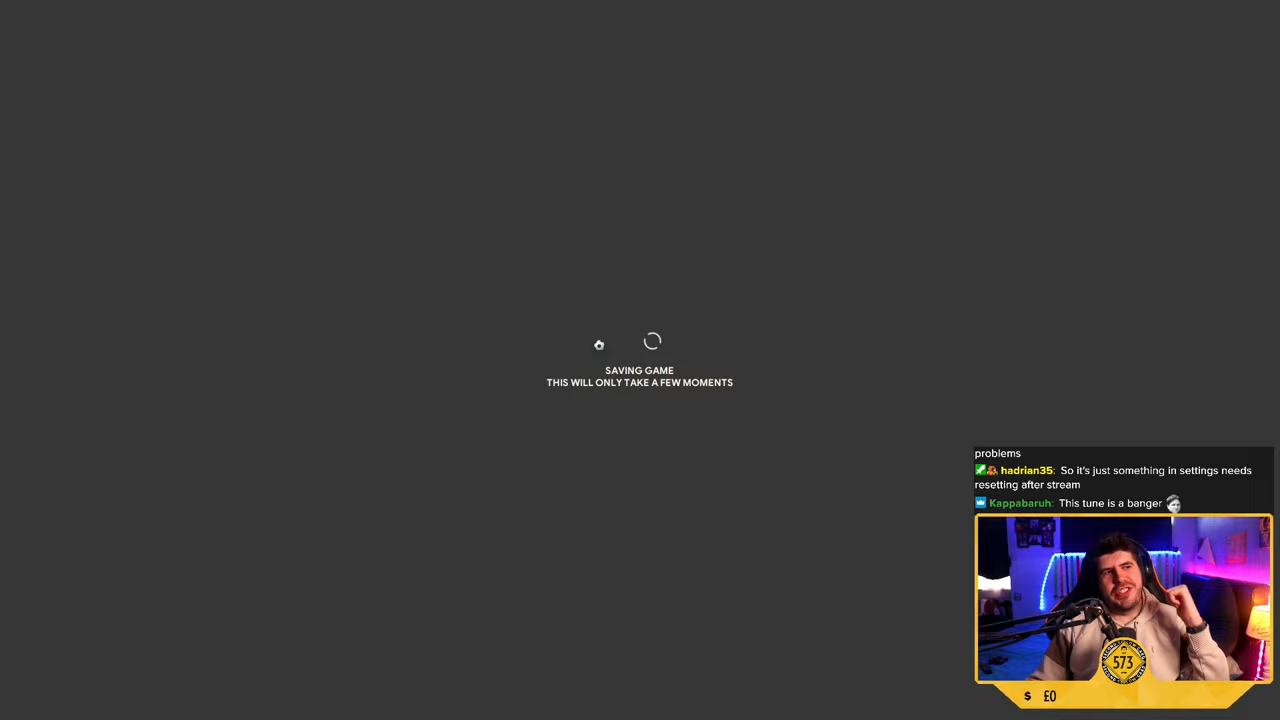 SAVING GAME
THIS WILL ONLY TAKE A FEW MOMENTS
problems
hadrian35: So it's just something in settings needs
resetting after stream
Kappabaruh: This tune is a banger
573
$ £0